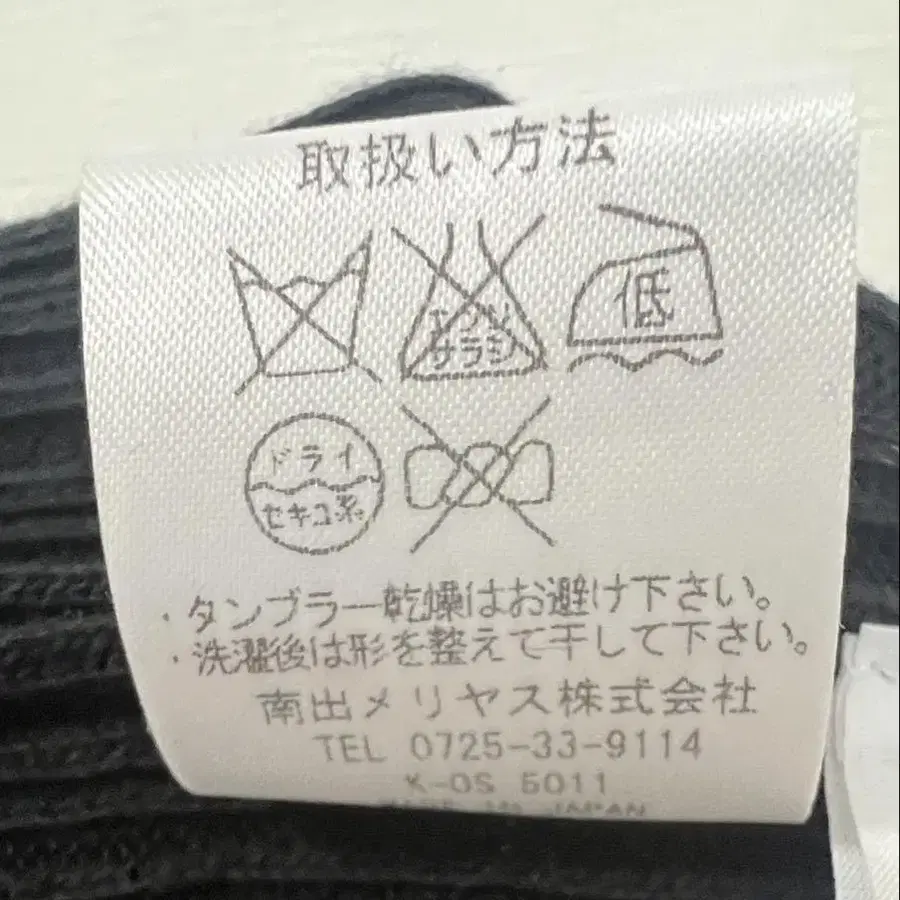 取扱い方法
エンソ
サラシ
低
ドライ
セキユ系
・タンブラー乾燥はお避け下さい。
・洗濯後は形を整えて干して下さい。
南出メリヤス株式会社
TEL 0725-33-9114
K-OS 5011
MADE IN JAPAN